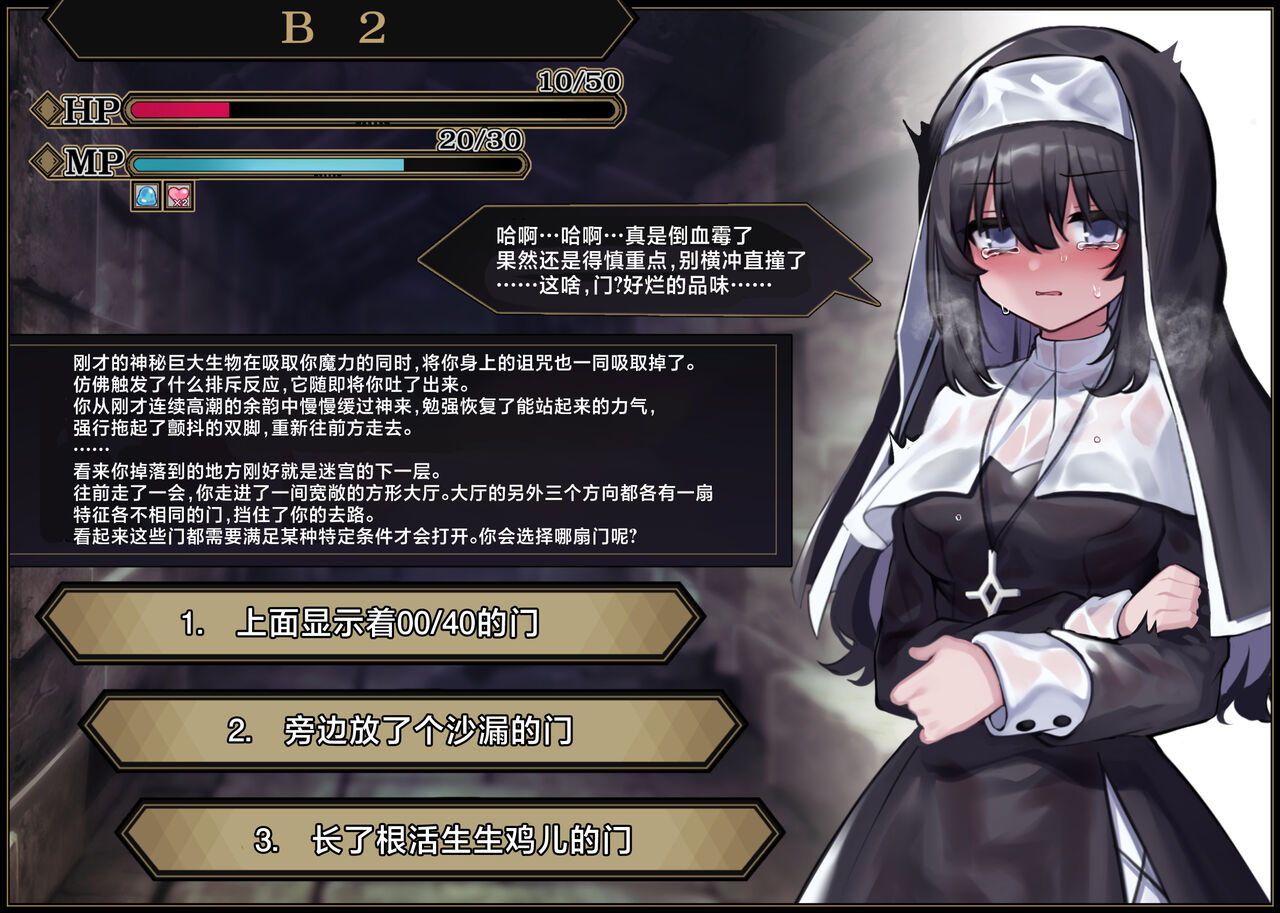 B 2
10/50
HP
20/30
MP
x2
哈啊…哈啊…真是倒血霉了
果然还是得慎重点,别横冲直撞了
……这啥,门?好烂的品味……
刚才的神秘巨大生物在吸取你魔力的同时,将你身上的诅咒也一同吸取掉了。
仿佛触发了什么排斥反应,它随即将你吐了出来。
你从刚才连续高潮的余韵中慢慢缓过神来,勉强恢复了能站起来的力气,
强行拖起了颤抖的双脚,重新往前方走去。
……
看来你掉落到的地方刚好就是迷宫的下一层。
往前走了一会,你走进了一间宽敞的方形大厅。大厅的另外三个方向都各有一扇
特征各不相同的门,挡住了你的去路。
看起来这些门都需要满足某种特定条件才会打开。你会选择哪扇门呢?
1. 上面显示着00/40的门
2. 旁边放了个沙漏的门
3. 长了根活生生鸡儿的门